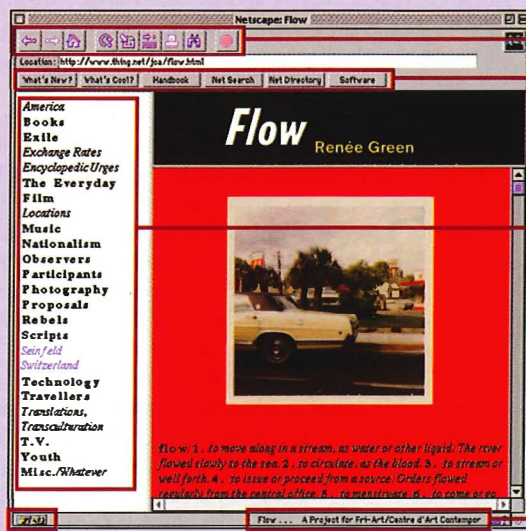 Netscape: Flow
Location: http://www.thing.net/joa/flow.html
What's New? What's Cool? Handbook Net Search Net Directory Software
America
Books
Exile
Exchange Rates
Encyclopedic Urges
The Everyday
Film
Locations
Music
Nationalism
Observers
Participants
Photography
Proposals
Rebels
Scripts
Seinfeld
Switzerland
Technology
Travellers
Translations,
Transculturation
T.V.
Youth
Misc./Whatever
Flow
Renée Green
flow: 1. to move along in a stream, as water or other liquid: The river
flowed slowly to the sea. 2. to circulate, as the blood. 3. to stream or
well forth. 4. to issue or proceed from a source: Orders flowed
regularly from the central office. 5. to menstruate. 6. to come or go
Flow ... A Project for Fri-Art/Centre d'Art Contempor